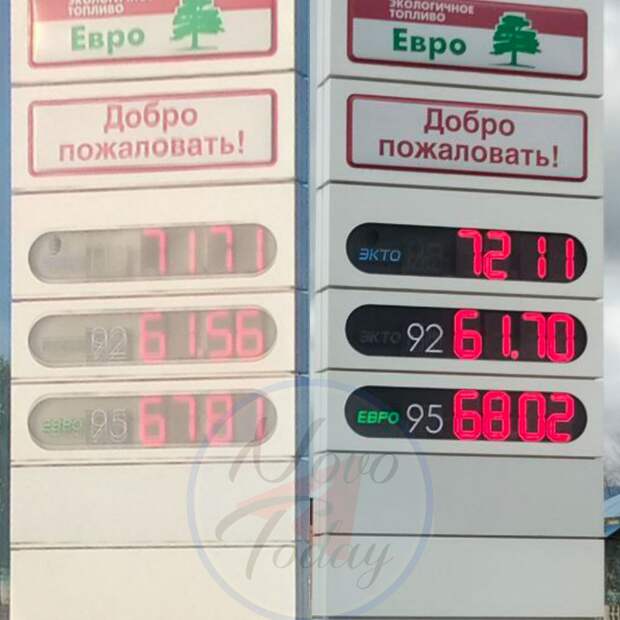 ЭКОЛОГИЧНОЕ
ТОПЛИВО
Евро
Добро
пожаловать!
71.71
92 61.56
ЕВРО 95 67.81
ЭКОЛОГИЧНОЕ
ТОПЛИВО
Евро
Добро
пожаловать!
ЭКТО 72.11
ЭКТО 92 61.70
ЕВРО 95 68.02
Novo
Today